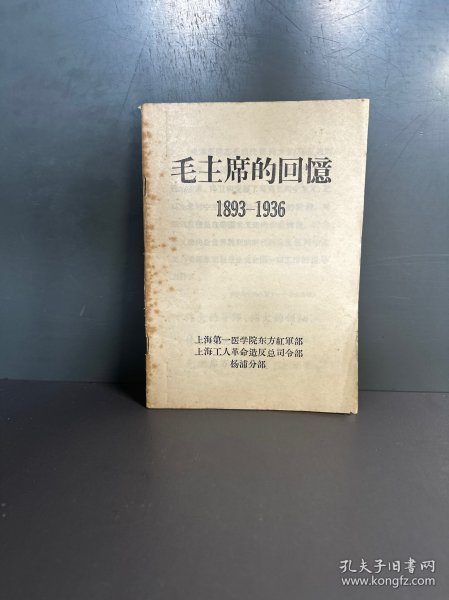 毛主席的回憶
1893—1936
上海第一医学院东方紅軍部
上海工人革命造反总司令部
杨浦分部
孔夫子旧书网
www.kongfz.com